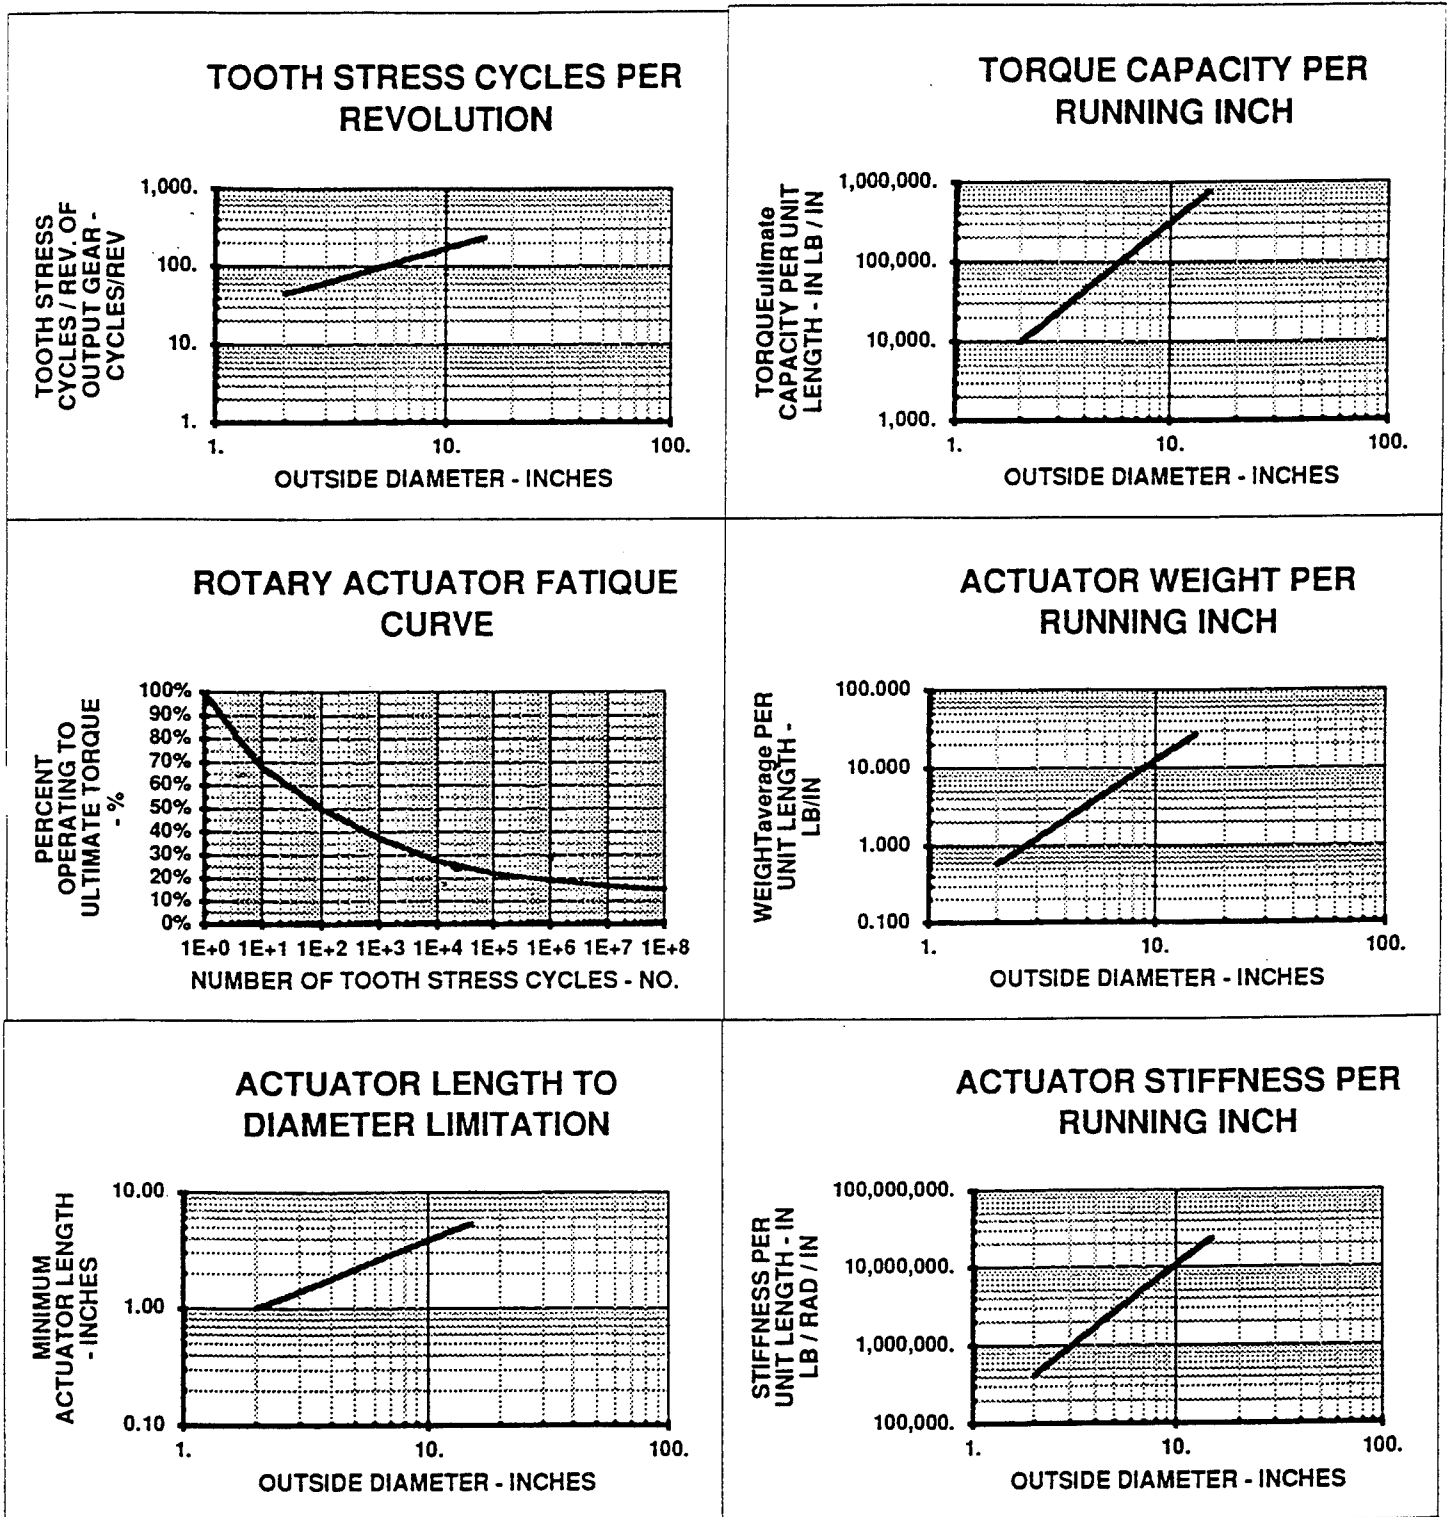 TOOTH STRESS CYCLES PER
REVOLUTION
TOOTH STRESS
CYCLES / REV. OF
OUTPUT GEAR -
CYCLES/REV
1,000.
100.
10.
1.
1.
10.
100.
OUTSIDE DIAMETER - INCHES
TORQUE CAPACITY PER
RUNNING INCH
TORQUEultimate
CAPACITY PER UNIT
LENGTH - IN LB / IN
1,000,000.
100,000.
10,000.
1,000.
1.
10.
100.
OUTSIDE DIAMETER - INCHES
ROTARY ACTUATOR FATIQUE
CURVE
PERCENT
OPERATING TO
ULTIMATE TORQUE
- %
100%
90%
80%
70%
60%
50%
40%
30%
20%
10%
0%
1E+0 1E+1 1E+2 1E+3 1E+4 1E+5 1E+6 1E+7 1E+8
NUMBER OF TOOTH STRESS CYCLES - NO.
ACTUATOR WEIGHT PER
RUNNING INCH
WEIGHTaverage PER
UNIT LENGTH -
LB/IN
100.000
10.000
1.000
0.100
1.
10.
100.
OUTSIDE DIAMETER - INCHES
ACTUATOR LENGTH TO
DIAMETER LIMITATION
MINIMUM
ACTUATOR LENGTH
- INCHES
10.00
1.00
0.10
1.
10.
100.
OUTSIDE DIAMETER - INCHES
ACTUATOR STIFFNESS PER
RUNNING INCH
STIFFNESS PER
UNIT LENGTH - IN
LB / RAD / IN
100,000,000.
10,000,000.
1,000,000.
100,000.
1.
10.
100.
OUTSIDE DIAMETER - INCHES